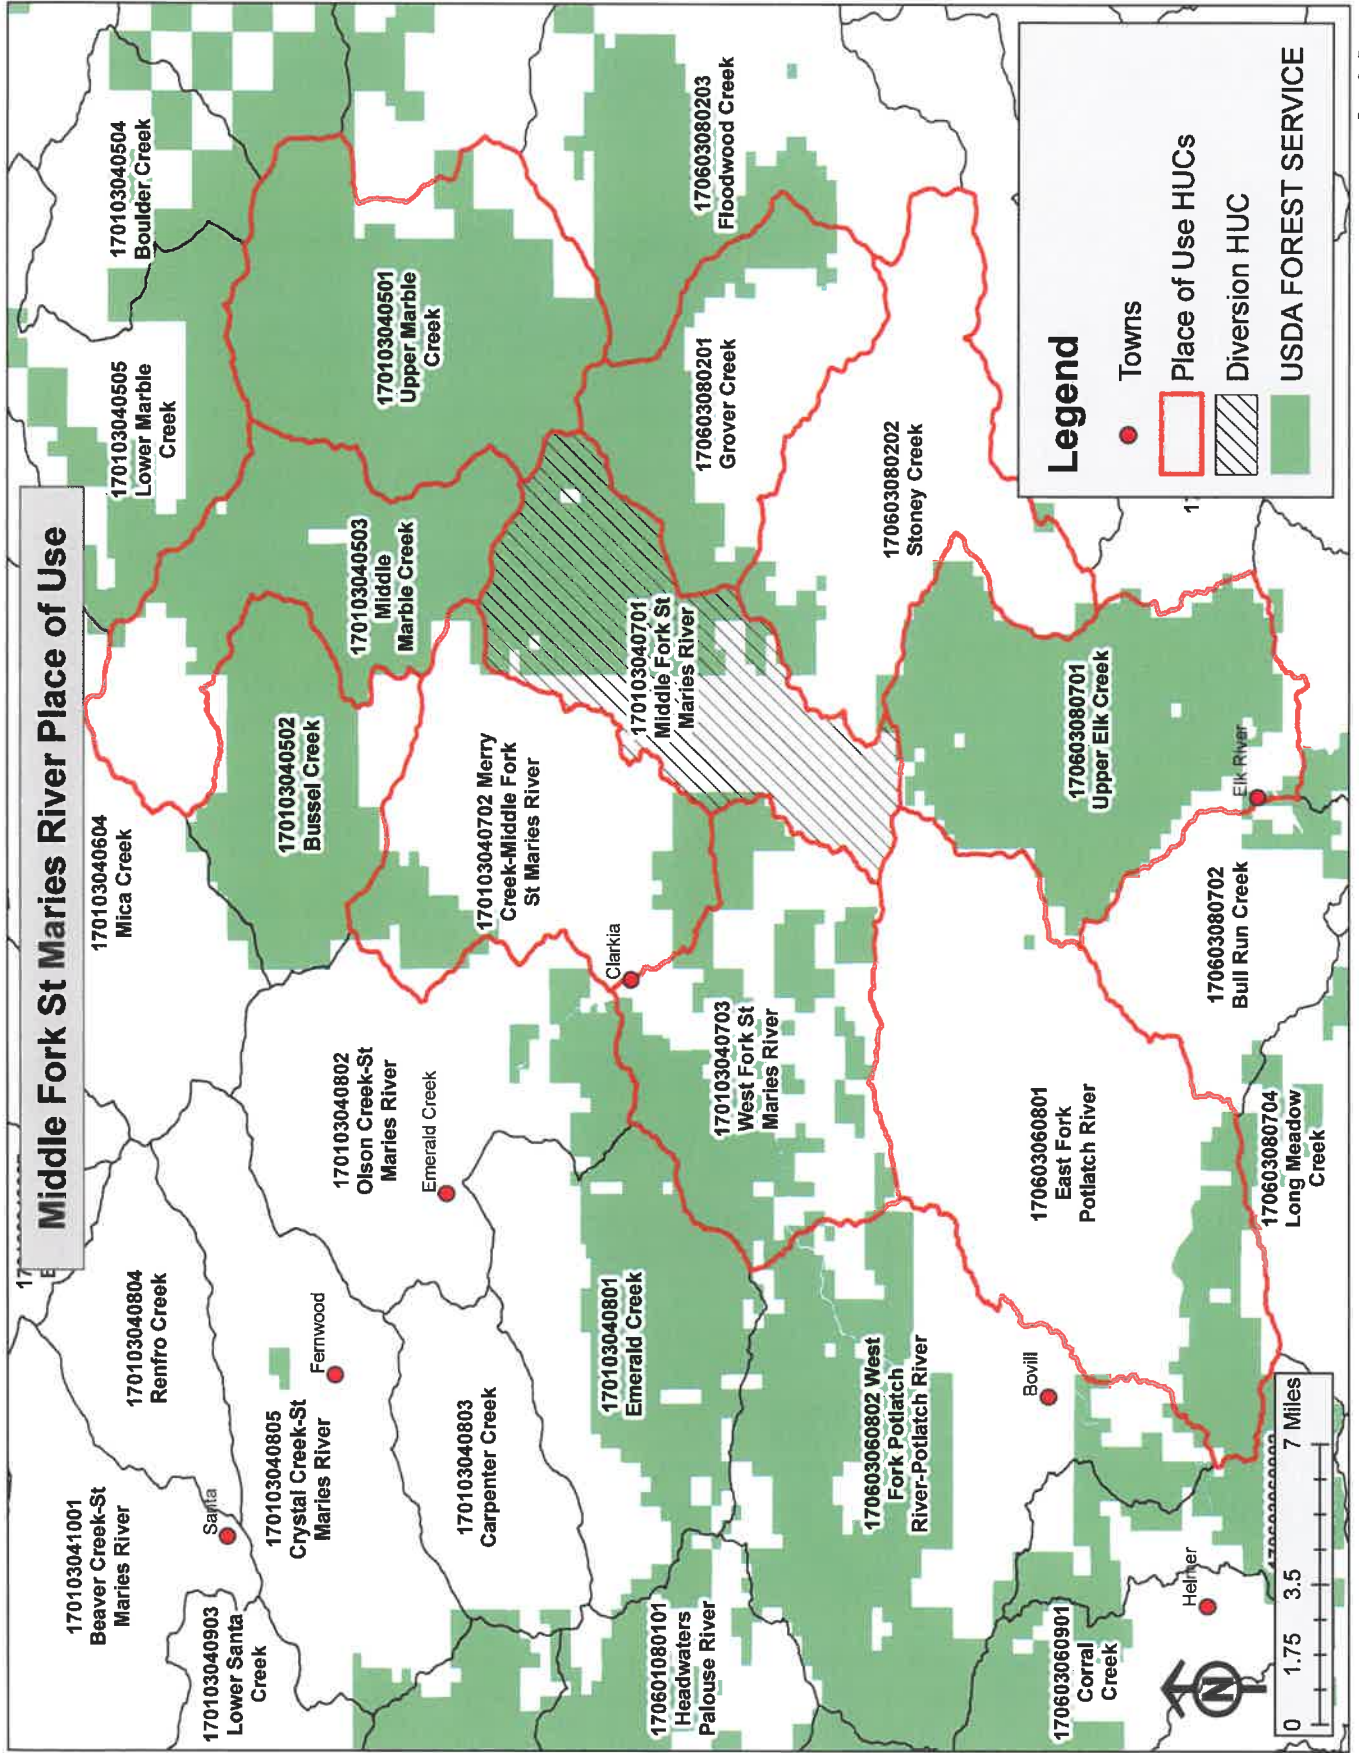 Middle Fork St Maries River Place of Use
170103041001
Beaver Creek-St
Maries River
170103040804
Renfro Creek
170103040604
Mica Creek
170103040505
Lower Marble
Creek
170103040504
Boulder Creek
170103040903
Lower Santa
Creek
Santa
170103040805
Crystal Creek-St
Maries River
Fernwood
170103040802
Olson Creek-St
Maries River
Emerald Creek
170103040502
Bussel Creek
170103040503
Middle
Marble Creek
170103040501
Upper Marble
Creek
170103040803
Carpenter Creek
170103040702 Merry
Creek-Middle Fork
St Maries River
Clarkia
170103040801
Emerald Creek
170103040701
Middle Fork St
Maries River
170603080201
Grover Creek
170603080203
Floodwood Creek
170601080101
Headwaters
Palouse River
170103040703
West Fork St
Maries River
170603060802 West
Fork Potlatch
River-Potlatch River
170603080202
Stoney Creek
Bovill
170603060801
East Fork
Potlatch River
170603080701
Upper Elk Creek
Elk River
170603060901
Corral
Creek
Helmer
170603080702
Bull Run Creek
170603080704
Long Meadow
Creek
17
N
0 1.75 3.5 7 Miles
Legend
Towns
Place of Use HUCs
Diversion HUC
USDA FOREST SERVICE